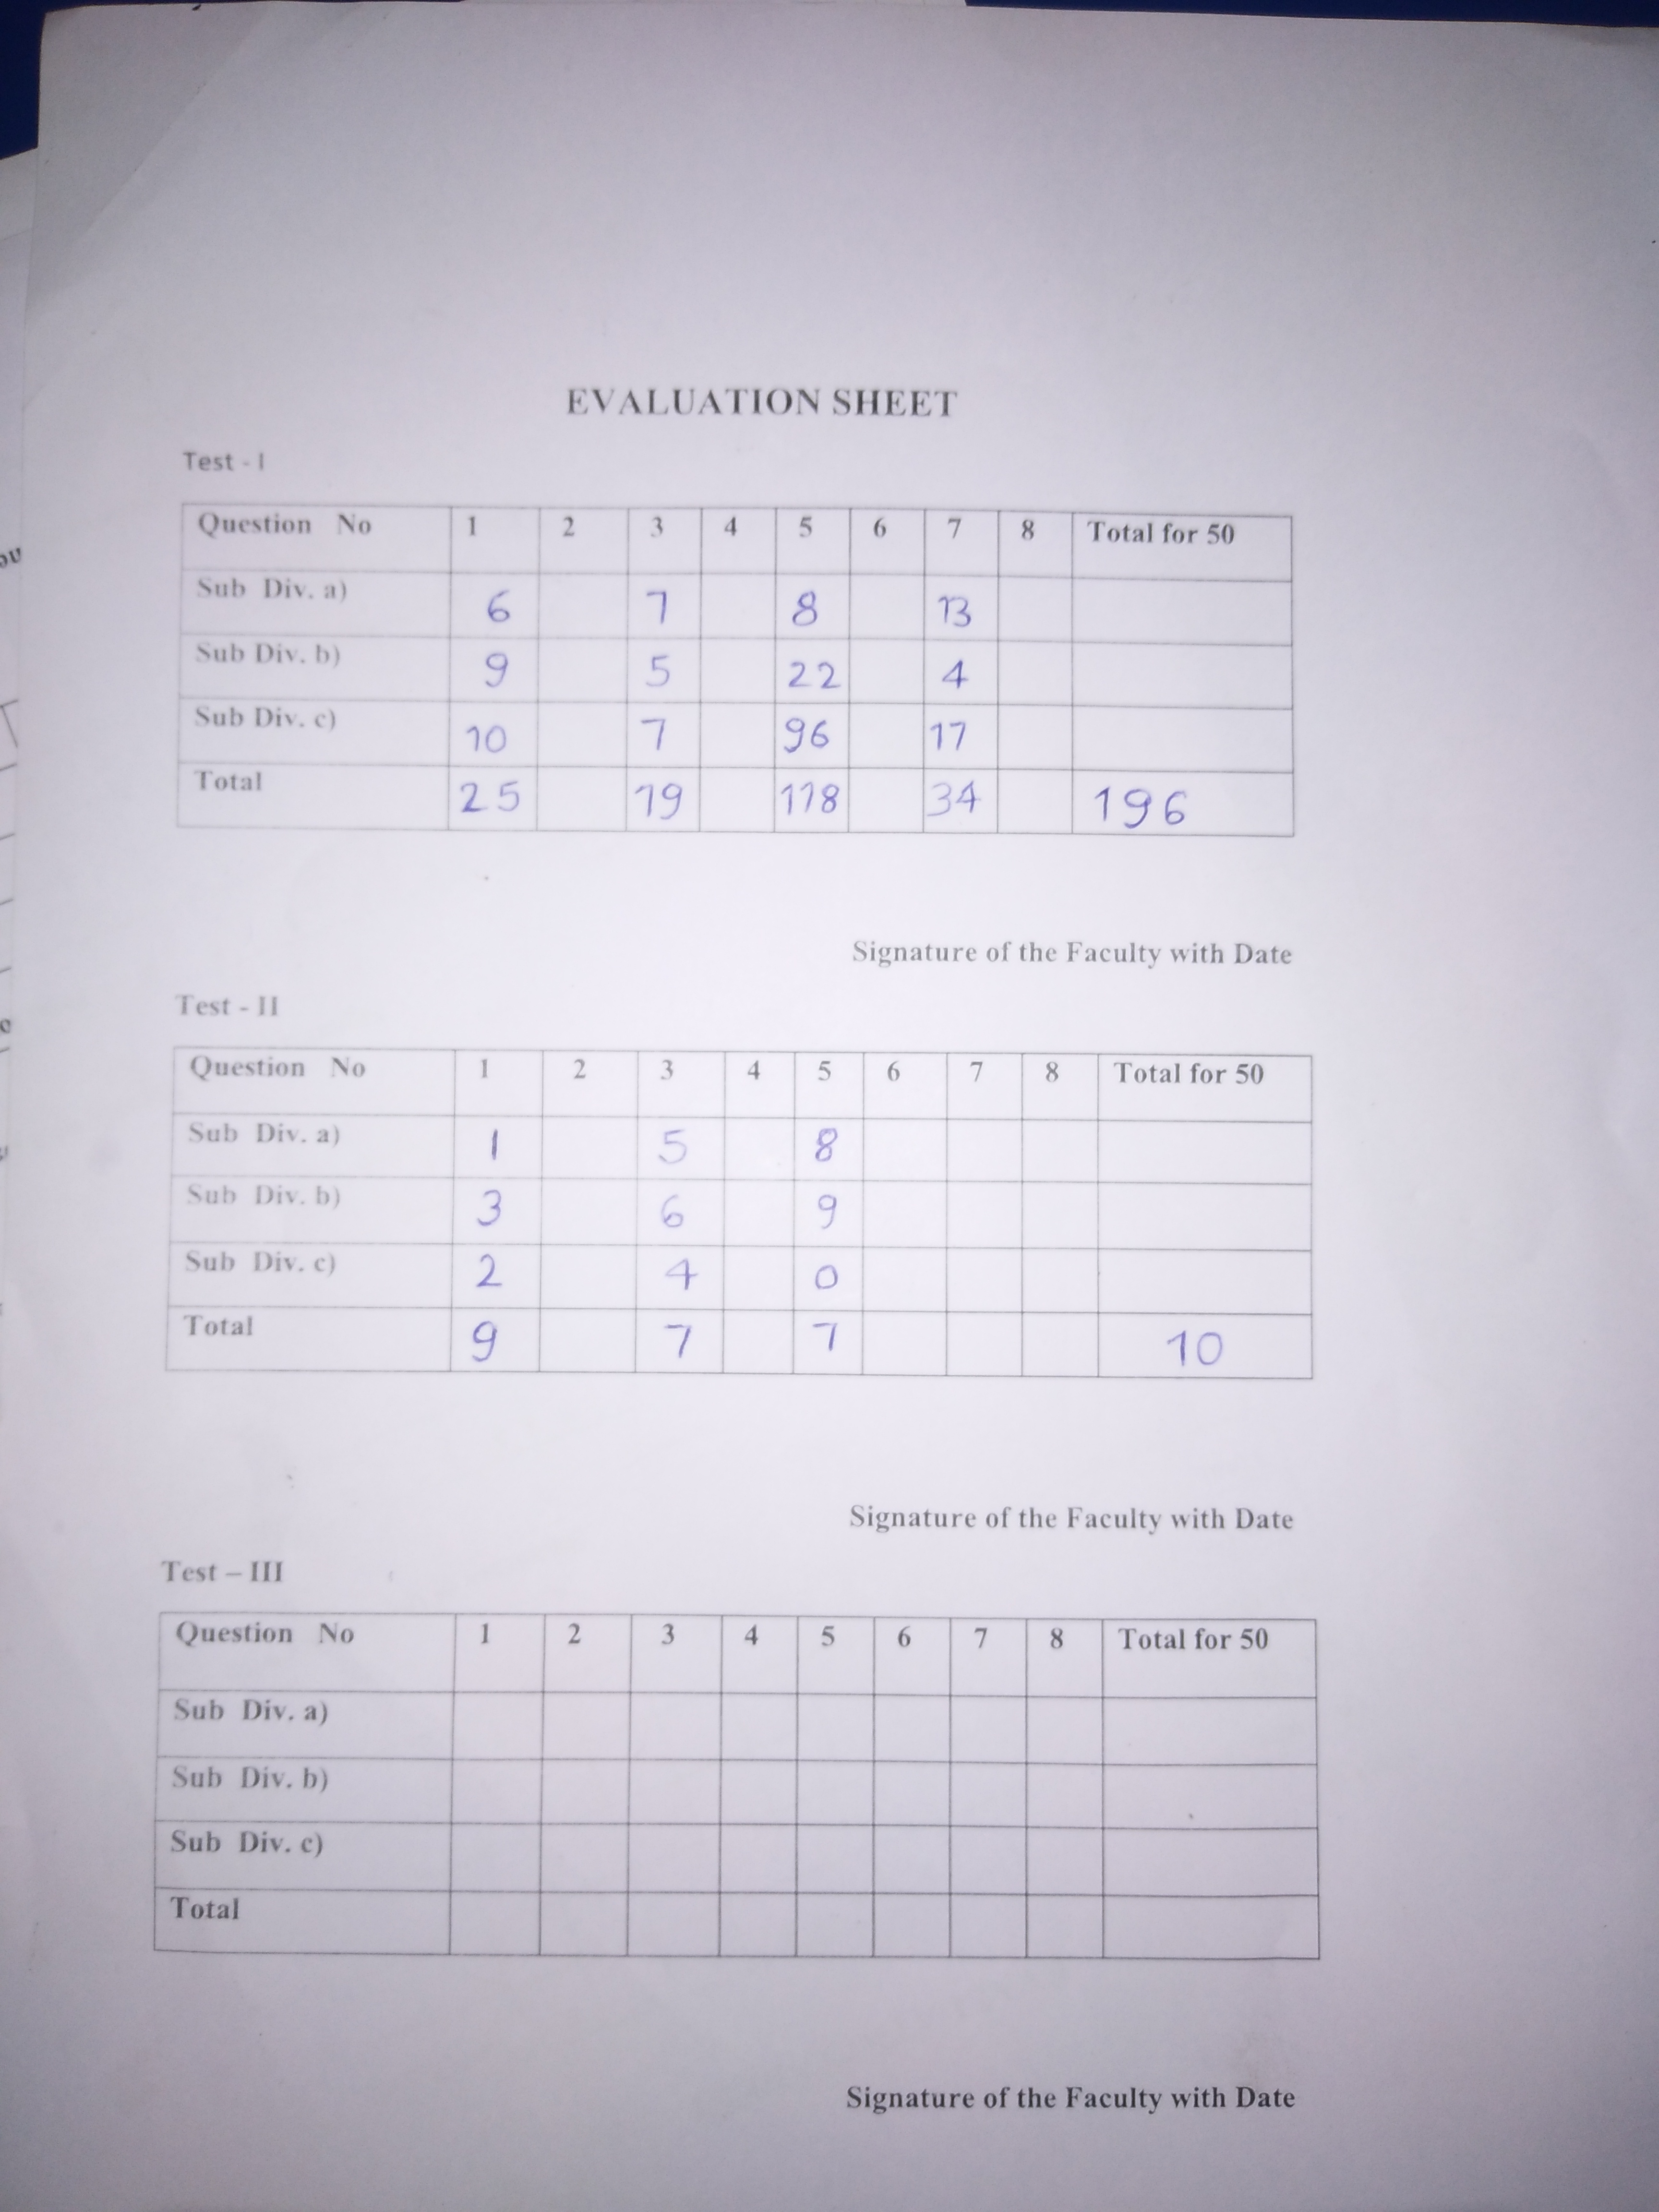 EVALUATION SHEET
Test - I
Question No 1 2 3 4 5 6 7 8 Total for 50
Sub Div. a) 6 7 8 13
Sub Div. b) 9 5 22 4
Sub Div. c) 10 7 96 17
Total 25 19 118 34 196
Signature of the Faculty with Date
Test - II
Question No 1 2 3 4 5 6 7 8 Total for 50
Sub Div. a) 1 5 8
Sub Div. b) 3 6 9
Sub Div. c) 2 4 0
Total 9 7 7 10
Signature of the Faculty with Date
Test – III
Question No 1 2 3 4 5 6 7 8 Total for 50
Sub Div. a)
Sub Div. b)
Sub Div. c)
Total
Signature of the Faculty with Date